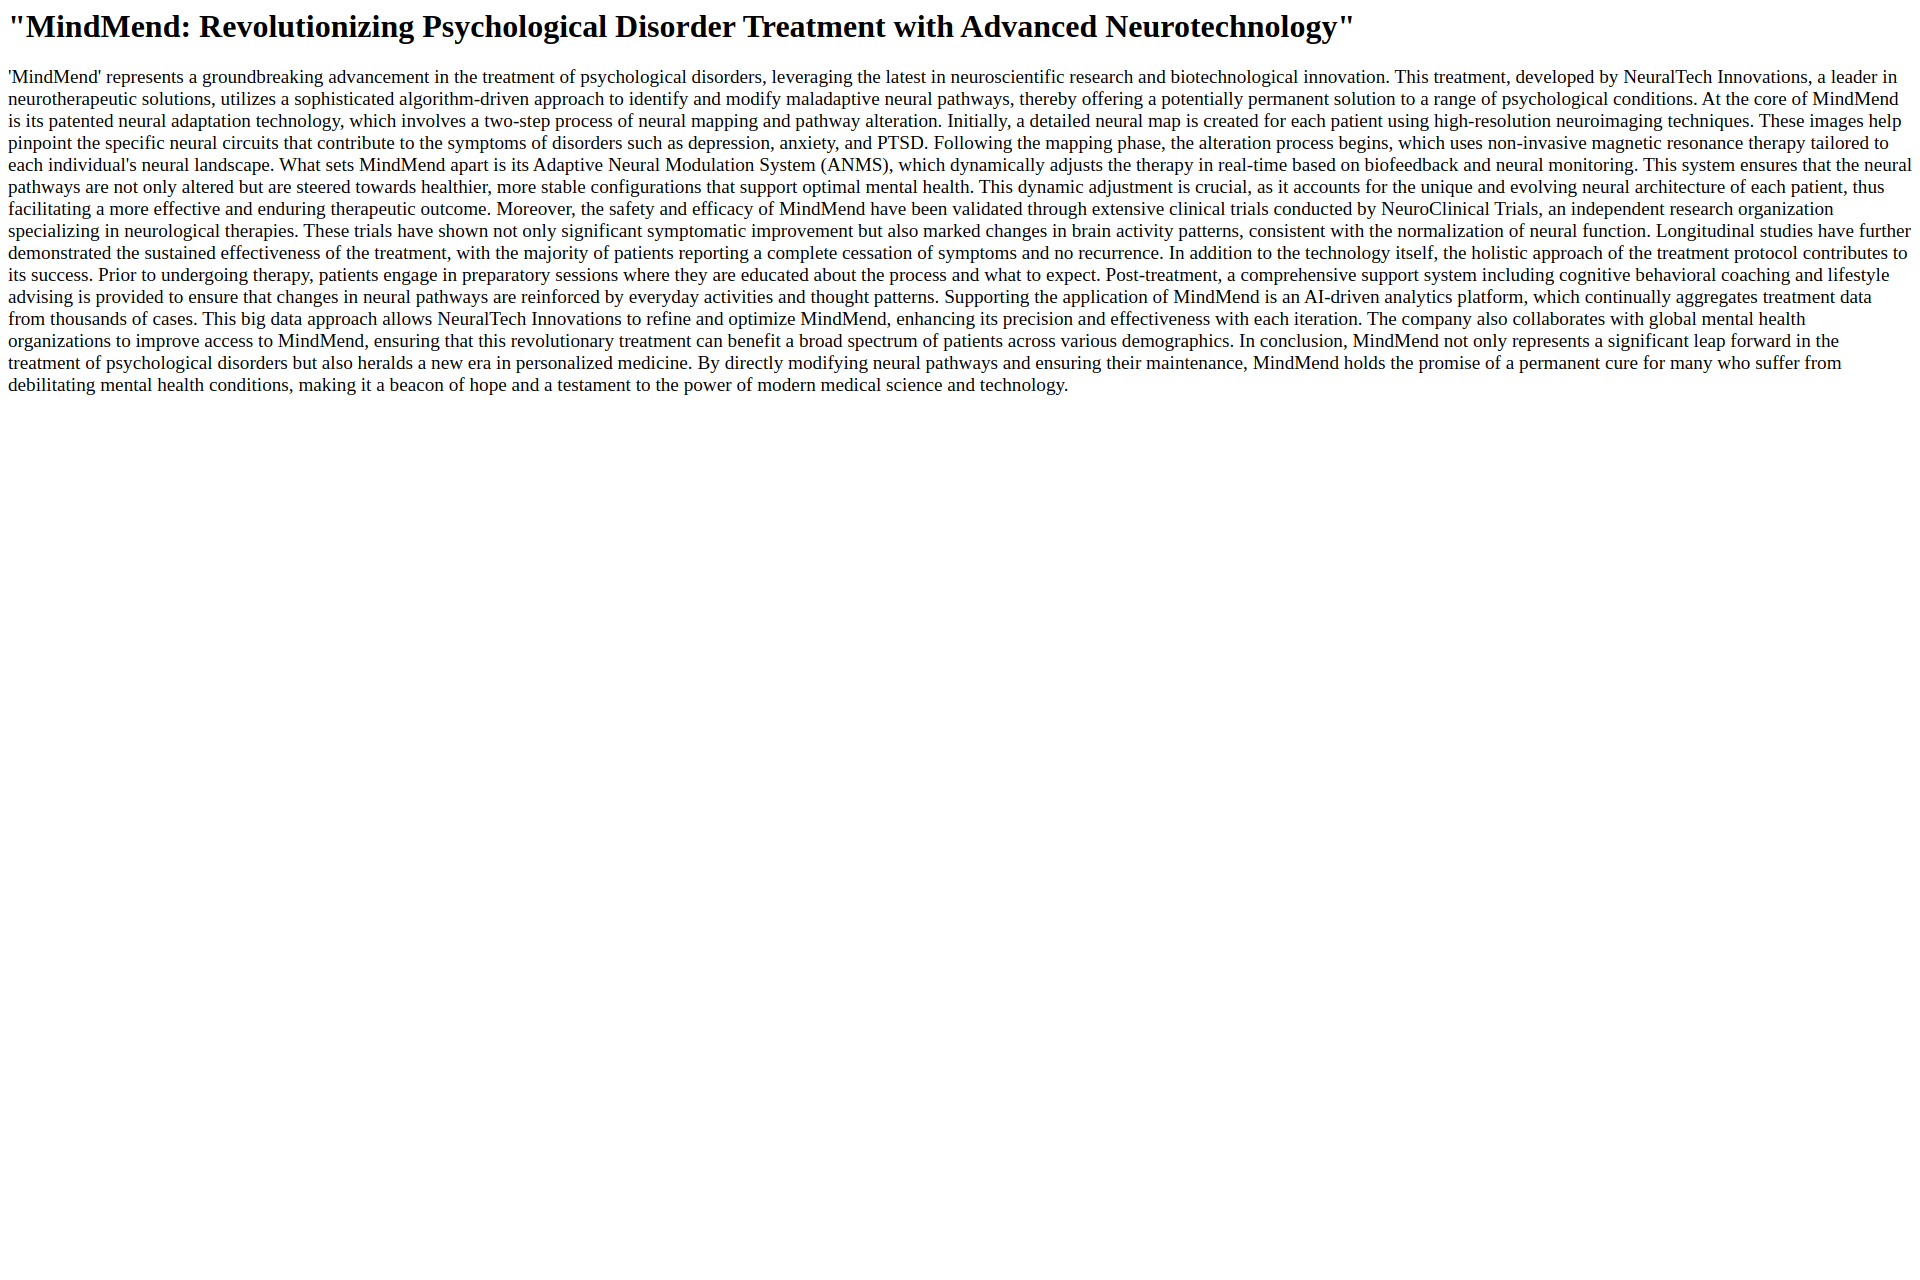 "MindMend: Revolutionizing Psychological Disorder Treatment with Advanced Neurotechnology"
'MindMend' represents a groundbreaking advancement in the treatment of psychological disorders, leveraging the latest in neuroscientific research and biotechnological innovation. This treatment, developed by NeuralTech Innovations, a leader in
neurotherapeutic solutions, utilizes a sophisticated algorithm-driven approach to identify and modify maladaptive neural pathways, thereby offering a potentially permanent solution to a range of psychological conditions. At the core of MindMend
is its patented neural adaptation technology, which involves a two-step process of neural mapping and pathway alteration. Initially, a detailed neural map is created for each patient using high-resolution neuroimaging techniques. These images help
pinpoint the specific neural circuits that contribute to the symptoms of disorders such as depression, anxiety, and PTSD. Following the mapping phase, the alteration process begins, which uses non-invasive magnetic resonance therapy tailored to
each individual's neural landscape. What sets MindMend apart is its Adaptive Neural Modulation System (ANMS), which dynamically adjusts the therapy in real-time based on biofeedback and neural monitoring. This system ensures that the neural
pathways are not only altered but are steered towards healthier, more stable configurations that support optimal mental health. This dynamic adjustment is crucial, as it accounts for the unique and evolving neural architecture of each patient, thus
facilitating a more effective and enduring therapeutic outcome. Moreover, the safety and efficacy of MindMend have been validated through extensive clinical trials conducted by NeuroClinical Trials, an independent research organization
specializing in neurological therapies. These trials have shown not only significant symptomatic improvement but also marked changes in brain activity patterns, consistent with the normalization of neural function. Longitudinal studies have further
demonstrated the sustained effectiveness of the treatment, with the majority of patients reporting a complete cessation of symptoms and no recurrence. In addition to the technology itself, the holistic approach of the treatment protocol contributes to
its success. Prior to undergoing therapy, patients engage in preparatory sessions where they are educated about the process and what to expect. Post-treatment, a comprehensive support system including cognitive behavioral coaching and lifestyle
advising is provided to ensure that changes in neural pathways are reinforced by everyday activities and thought patterns. Supporting the application of MindMend is an AI-driven analytics platform, which continually aggregates treatment data
from thousands of cases. This big data approach allows NeuralTech Innovations to refine and optimize MindMend, enhancing its precision and effectiveness with each iteration. The company also collaborates with global mental health
organizations to improve access to MindMend, ensuring that this revolutionary treatment can benefit a broad spectrum of patients across various demographics. In conclusion, MindMend not only represents a significant leap forward in the
treatment of psychological disorders but also heralds a new era in personalized medicine. By directly modifying neural pathways and ensuring their maintenance, MindMend holds the promise of a permanent cure for many who suffer from
debilitating mental health conditions, making it a beacon of hope and a testament to the power of modern medical science and technology.